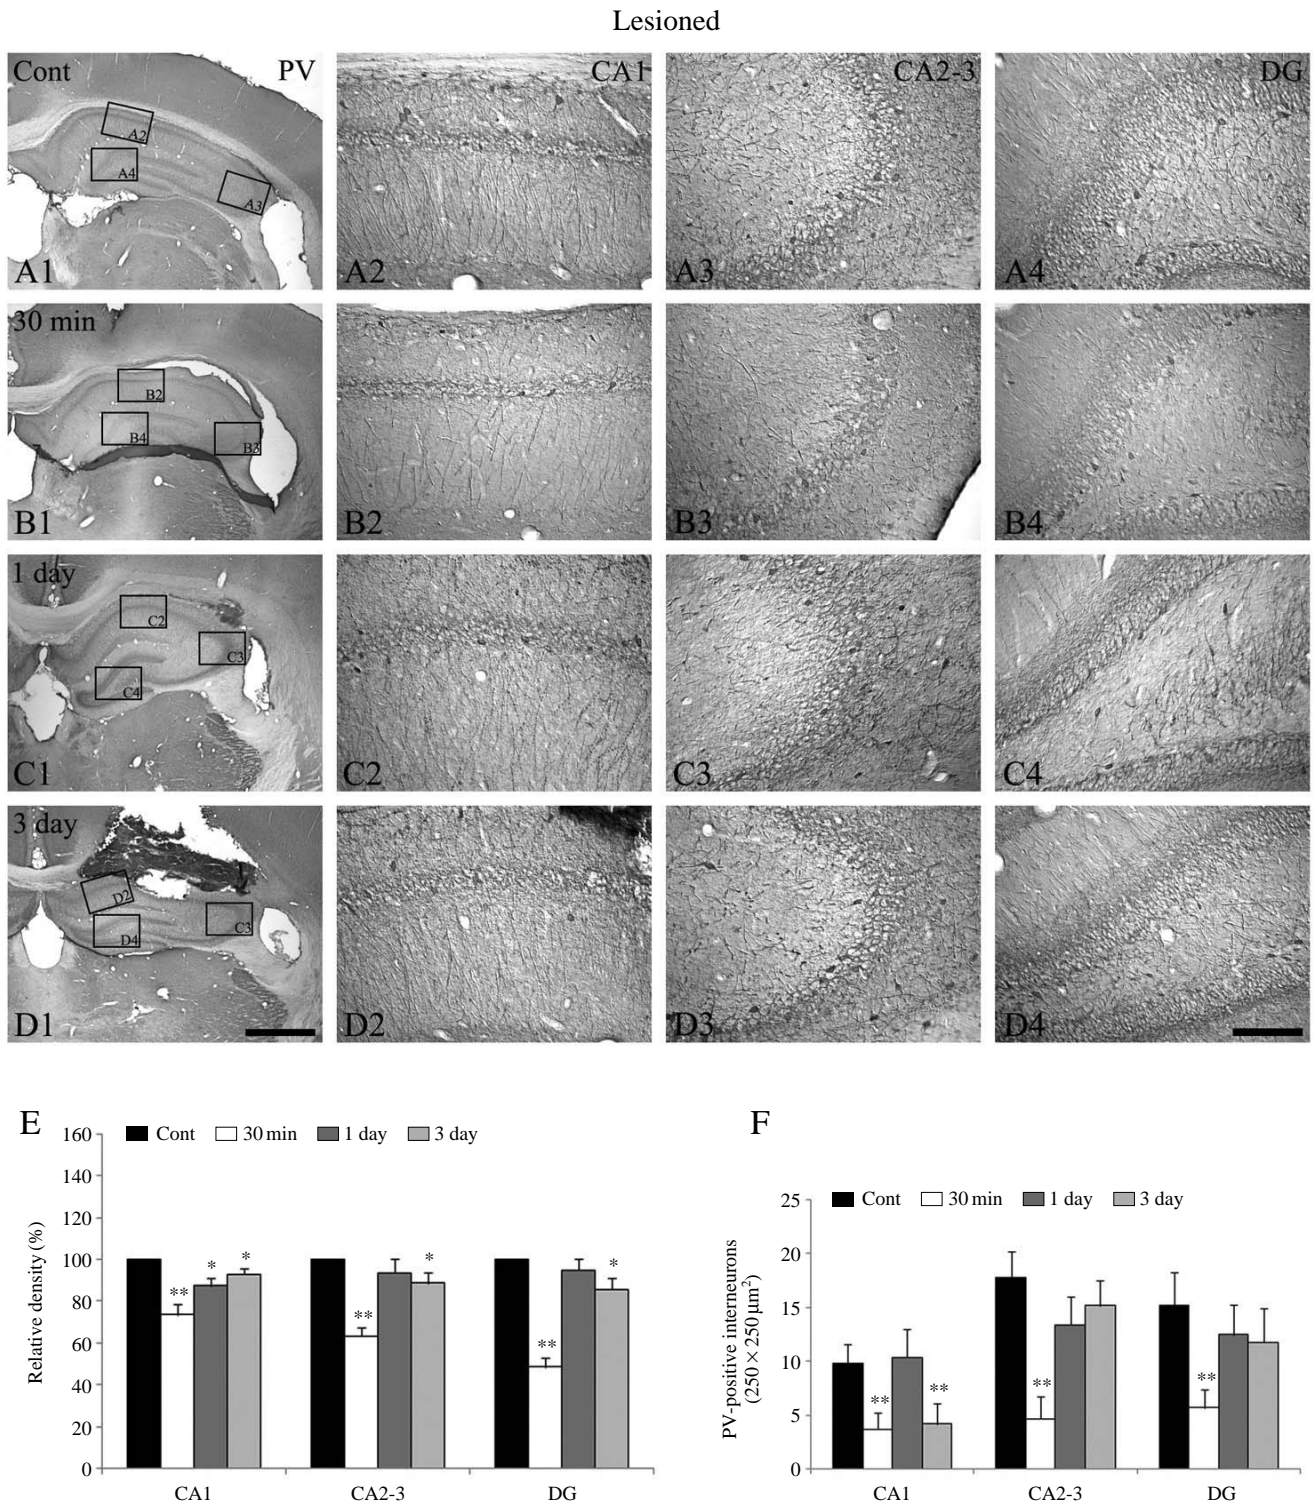 Lesioned
Cont PV CA1 CA2-3 DG
A2
A4
A3
A1 A2 A3 A4
30 min
B2
B4
B3
B1 B2 B3 B4
1 day
C2
C3
C4
C1 C2 C3 C4
3 day
D2
C3
D4
D1 D2 D3 D4
E
F
Cont 30 min 1 day 3 day
160
140
120
100
80
60
40
20
0
Relative density (%)
* * * *
** ** **
*
CA1 CA2-3 DG
Cont 30 min 1 day 3 day
25
20
15
10
5
0
PV-positive interneurons
(250 × 250 μm²)
** ** ** **
CA1 CA2-3 DG